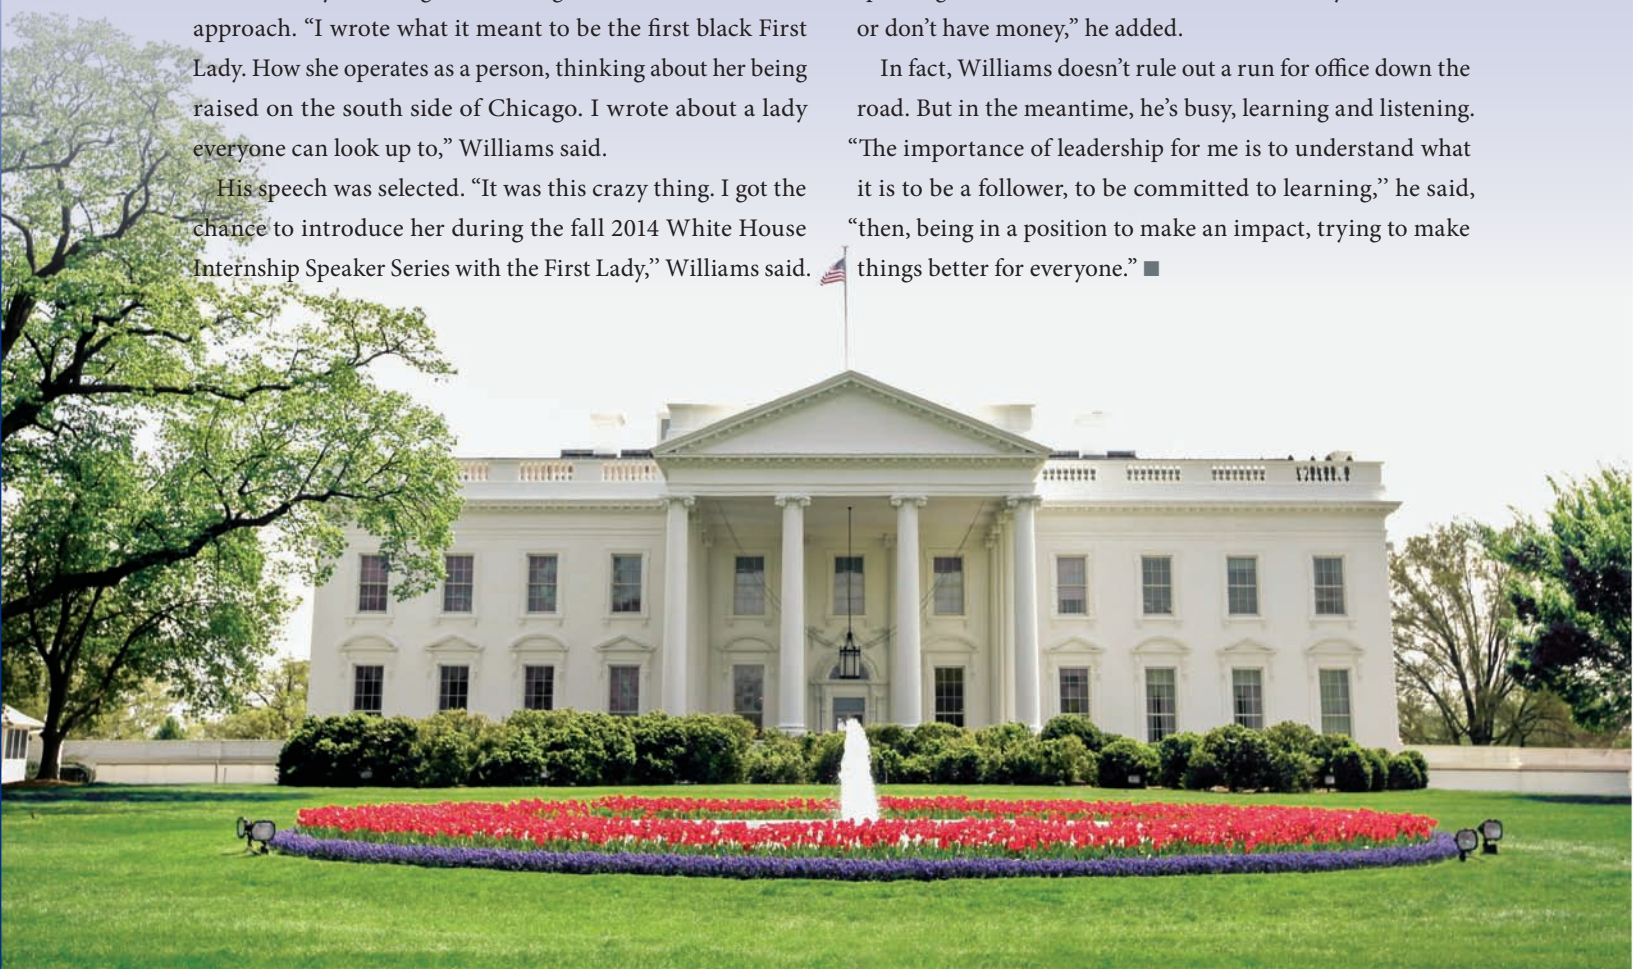 approach. “I wrote what it meant to be the first black First
Lady. How she operates as a person, thinking about her being
raised on the south side of Chicago. I wrote about a lady
everyone can look up to,” Williams said.
His speech was selected. “It was this crazy thing. I got the
chance to introduce her during the fall 2014 White House
Internship Speaker Series with the First Lady,’’ Williams said.
or don’t have money,” he added.
In fact, Williams doesn’t rule out a run for office down the
road. But in the meantime, he’s busy, learning and listening.
“The importance of leadership for me is to understand what
it is to be a follower, to be committed to learning,’’ he said,
“then, being in a position to make an impact, trying to make
things better for everyone.” ■